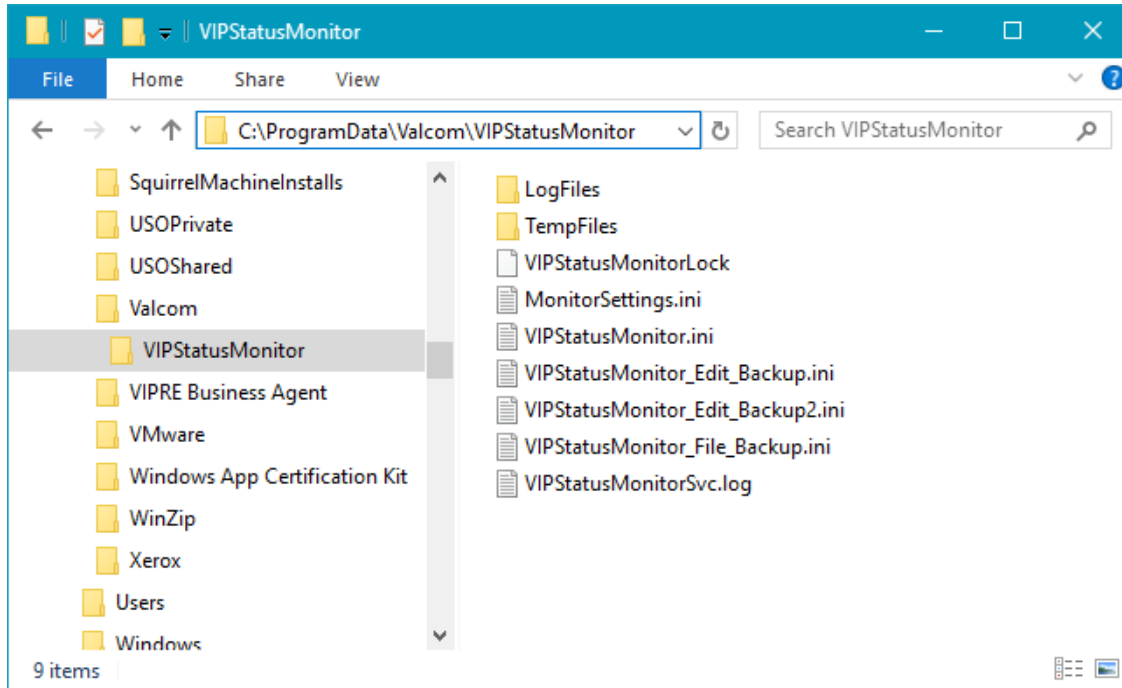 VIPStatusMonitor
File Home Share View
?
C:\ProgramData\Valcom\VIPStatusMonitor
Search VIPStatusMonitor
SquirrelMachineInstalls
USOPrivate
USOShared
Valcom
VIPStatusMonitor
VIPRE Business Agent
VMware
Windows App Certification Kit
WinZip
Xerox
Users
Windows
LogFiles
TempFiles
VIPStatusMonitorLock
MonitorSettings.ini
VIPStatusMonitor.ini
VIPStatusMonitor_Edit_Backup.ini
VIPStatusMonitor_Edit_Backup2.ini
VIPStatusMonitor_File_Backup.ini
VIPStatusMonitorSvc.log
9 items